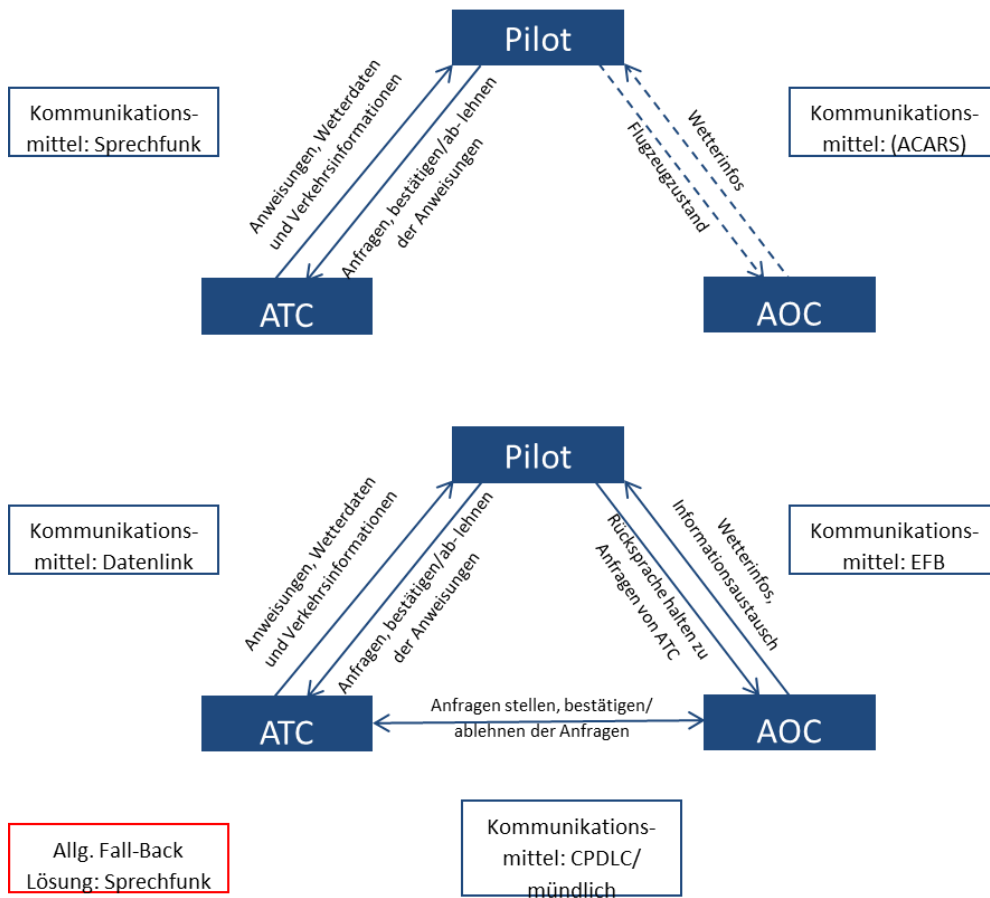 Pilot
Kommunikations-
mittel: Sprechfunk
Anweisungen, Wetterdaten
und Verkehrsinformationen
Anfragen, bestätigen/ab- lehnen
der Anweisungen
Flugzeugzustand
Wetterinfos
Kommunikations-
mittel: (ACARS)
ATC
AOC
Pilot
Kommunikations-
mittel: Datenlink
Anweisungen, Wetterdaten
und Verkehrsinformationen
Anfragen, bestätigen/ab- lehnen
der Anweisungen
Rücksprache halten zu
Anfragen von ATC
Wetterinfos,
Informationsaustausch
Kommunikations-
mittel: EFB
ATC
Anfragen stellen, bestätigen/
ablehnen der Anfragen
AOC
Allg. Fall-Back
Lösung: Sprechfunk
Kommunikations-
mittel: CPDLC/
mündlich